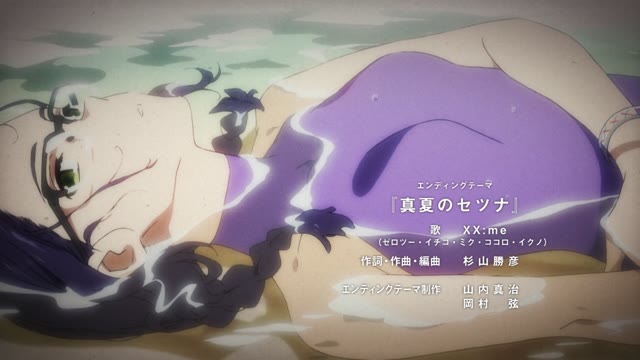 エンディングテーマ
『真夏のセツナ』
歌 XX:me
(ゼロツー・イチゴ・ミク・ココロ・イクノ)
作詞・作曲・編曲 杉山勝彦
エンディングテーマ制作 山内真治
岡村 弦